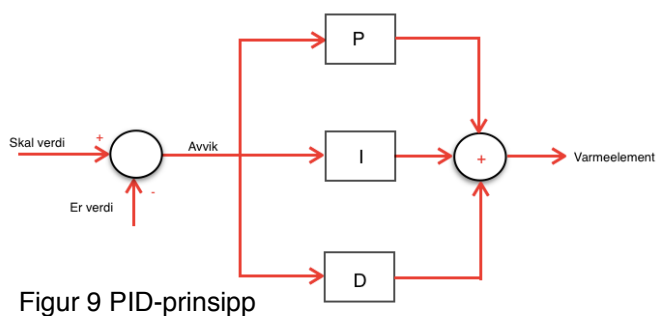 P
Skal verdi
+
Avvik
I
+
Varmeelement
-
Er verdi
D
Figur 9 PID-prinsipp